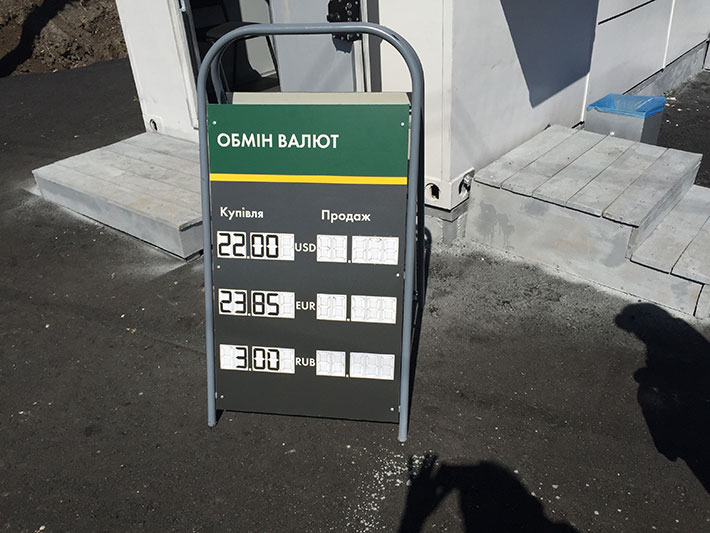 ОБМІН ВАЛЮТ
Купівля Продаж
22.00 USD
23.85 EUR
3.00 RUB